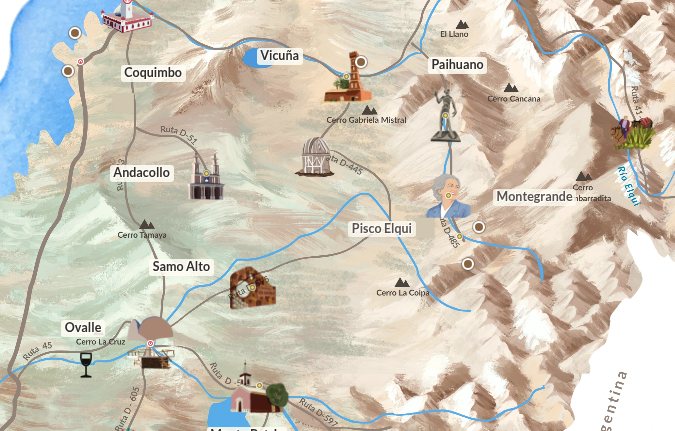 El Llano
Vicuña
Coquimbo
Paihuano
Cerro Cancana
Ruta 41
Cerro Gabriela Mistral
Ruta D-51
Ruta D-445
Andacollo
Río Elqui
Cerro
Montegrande
Cerro Tamaya
Pisco Elqui
D-485
Samo Alto
Cerro La Colpa
Ovalle
Cerro La Cruz
Ruta 45
D - 605
Ruta D-597